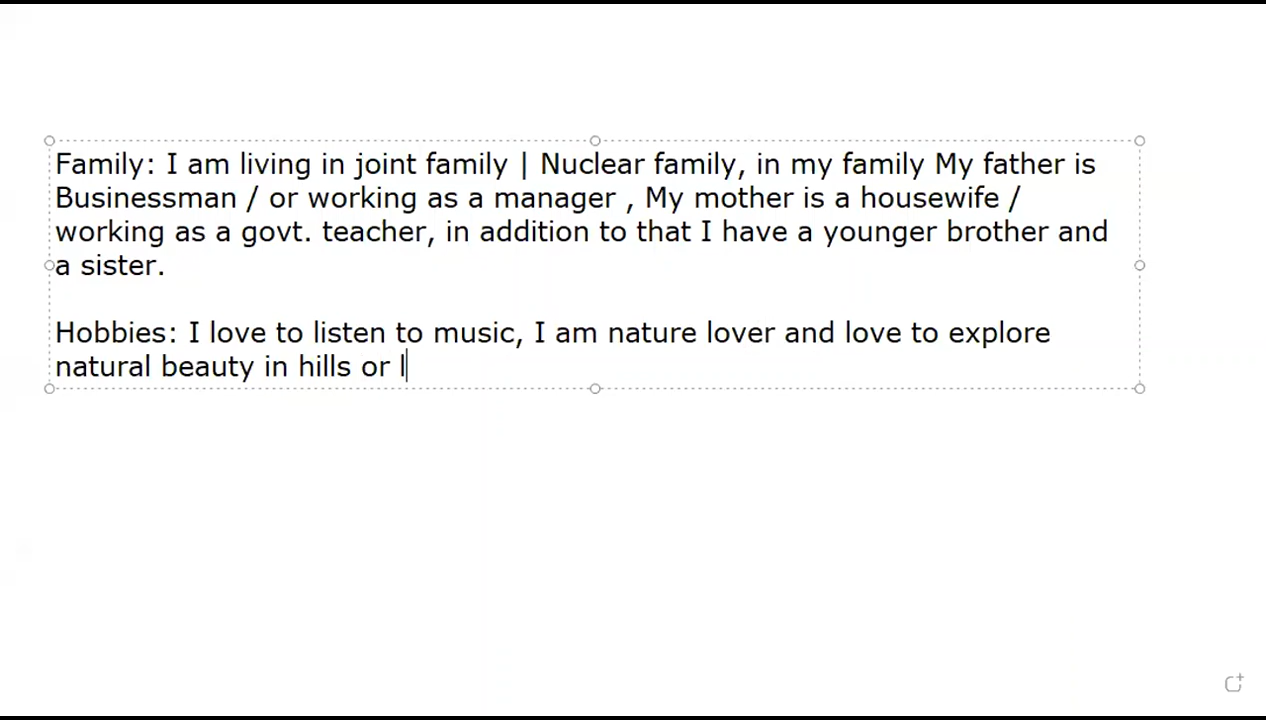 Family: I am living in joint family | Nuclear family, in my family My father is
Businessman / or working as a manager , My mother is a housewife /
working as a govt. teacher, in addition to that I have a younger brother and
a sister.
Hobbies: I love to listen to music, I am nature lover and love to explore
natural beauty in hills or l